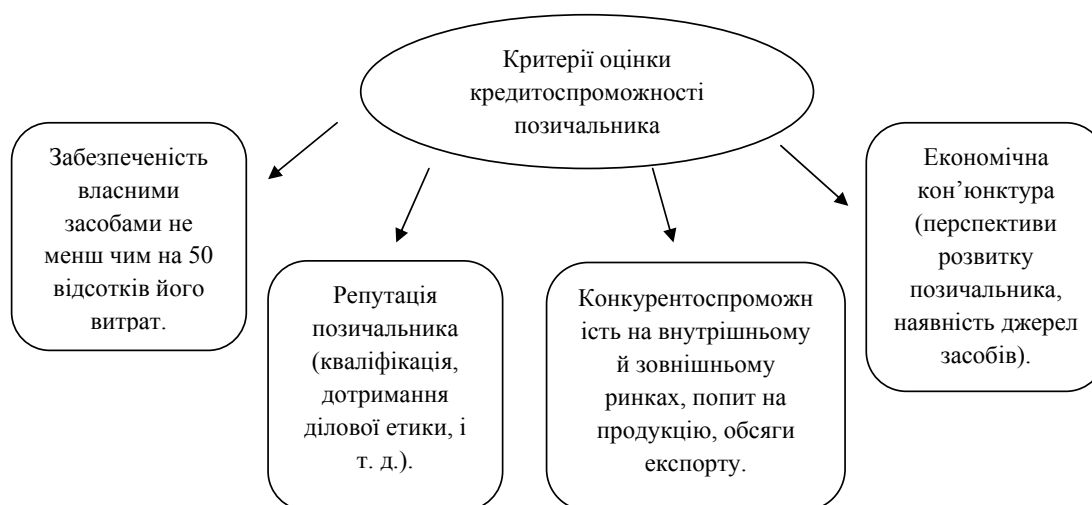 Критерії оцінки
кредитоспроможності
позичальника
Забезпеченість
власними
засобами не
менш чим на 50
відсотків його
витрат.
Репутація
позичальника
(кваліфікація,
дотримання
ділової етики, і
т. д.).
Конкурентоспроможн
ість на внутрішньому
й зовнішньому
ринках, попит на
продукцію, обсяги
експорту.
Економічна
кон’юнктура
(перспективи
розвитку
позичальника,
наявність джерел
засобів).